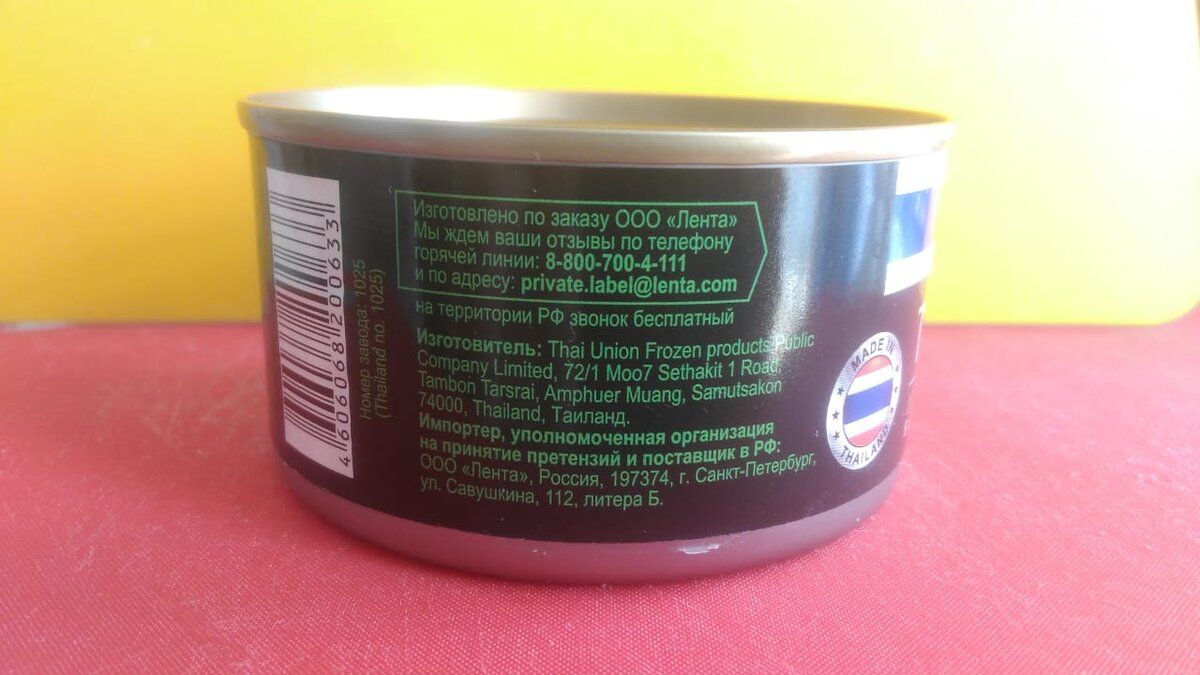 Изготовлено по заказу ООО «Лента»
Мы ждем ваши отзывы по телефону
горячей линии: 8-800-700-4-111
и по адресу: private.label@lenta.com
на территории РФ звонок бесплатный
Изготовитель: Thai Union Frozen products Public
Company Limited, 72/1 Moo7 Sethakit 1 Road,
Tambon Tarsrai, Amphuer Muang, Samutsakon
74000, Thailand, Таиланд.
Импортер, уполномоченная организация
на принятие претензий и поставщик в РФ:
ООО «Лента», Россия, 197374, г. Санкт-Петербург,
ул. Савушкина, 112, литера Б.
4 606068 200633
Номер завода: 1025
(Thailand no. 1025)
MADE IN
THAILAND